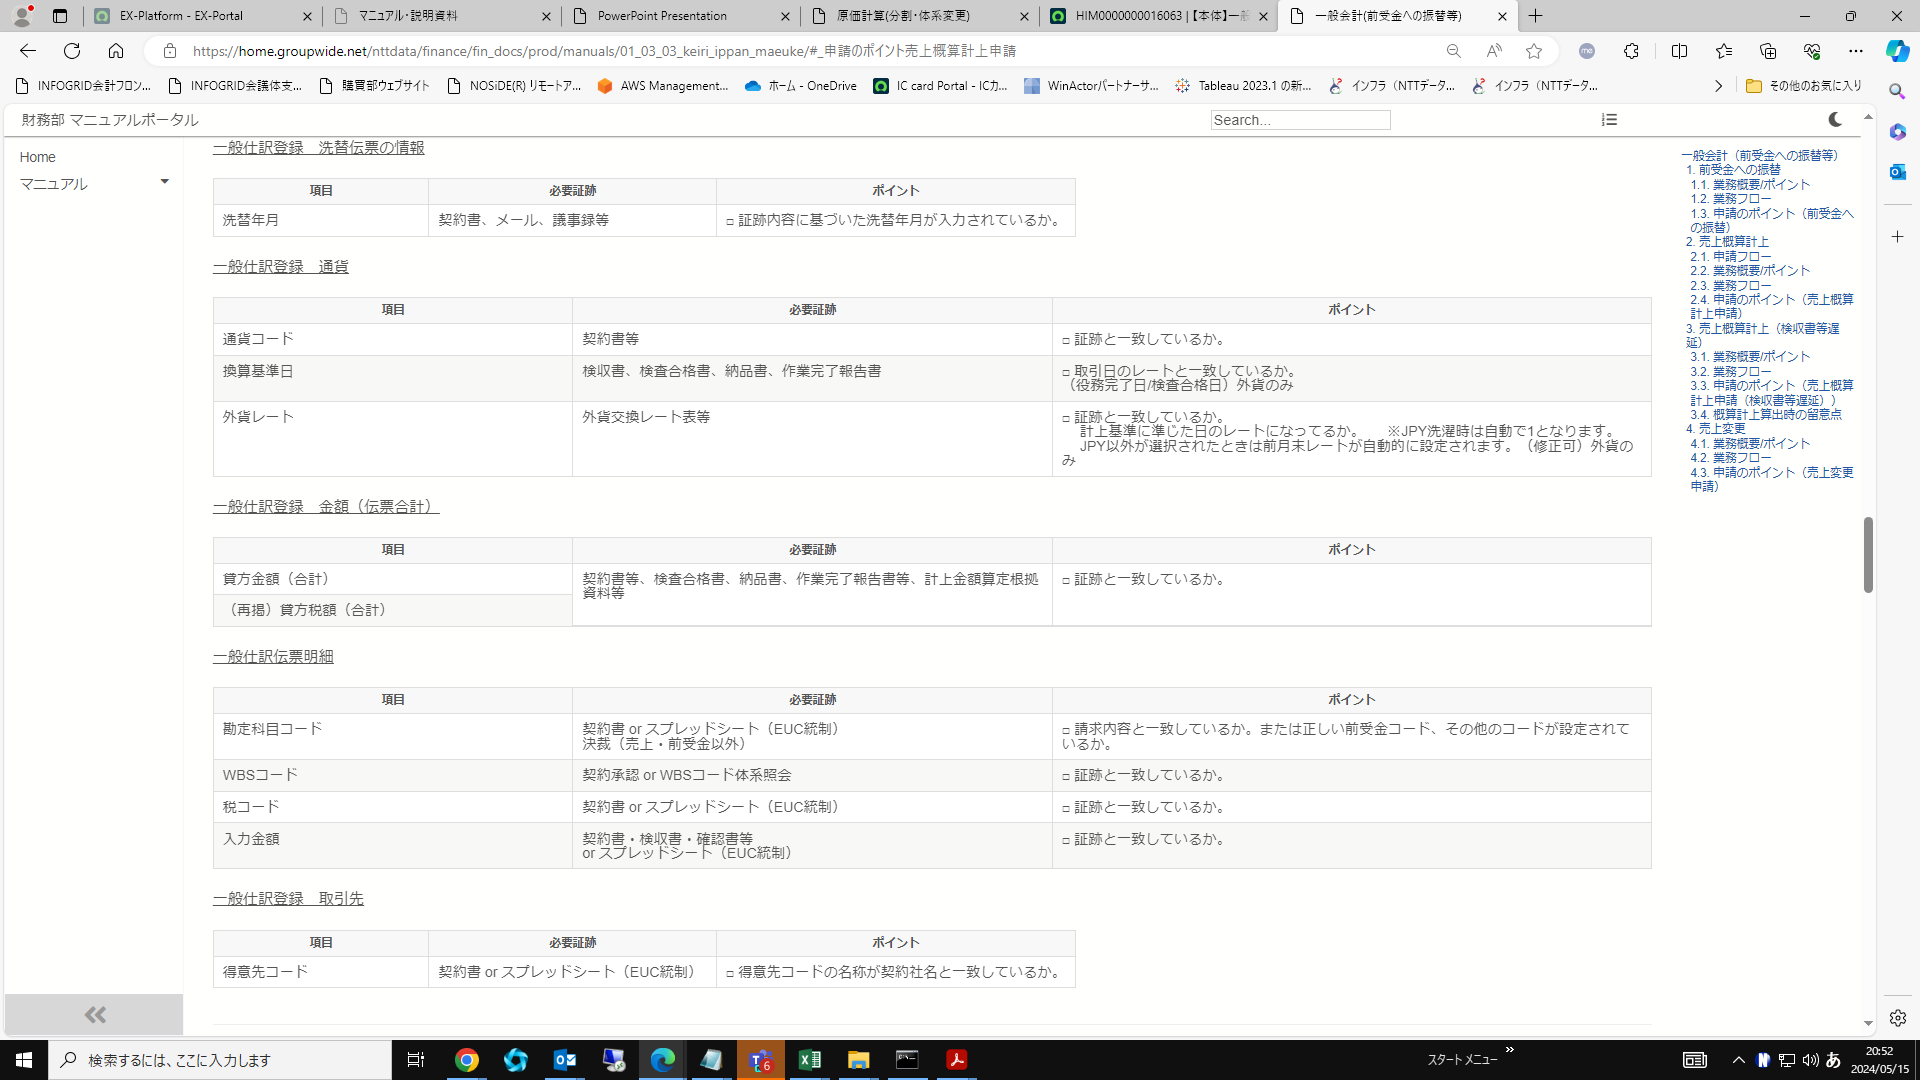 EX-Platform - EX-Portal
マニュアル・説明資料
PowerPoint Presentation
原価計算(分割・体系変更)
HIM0000000016063 | 【本体】一般
一般会計(前受金への振替等)
https://home.groupwide.net/nttdata/finance/fin_docs/prod/manuals/01_03_03_keiri_ippan_maeuke/#_申請のポイント売上概算計上申請
INFOGRID会計フロン...
INFOGRID会議体支...
購買部ウェブサイト
NOSiDE(R) リモートア...
AWS Management...
ホーム - OneDrive
IC card Portal - ICカ...
WinActorパートナーサ...
Tableau 2023.1 の新...
インフラ（NTTデータ...
インフラ（NTTデータ...
その他のお気に入り
財務部 マニュアルポータル
Search...
Home
マニュアル
一般仕訳登録　洗替伝票の情報
項目 必要証跡 ポイント
洗替年月 契約書、メール、議事録等 □ 証跡内容に基づいた洗替年月が入力されているか。
一般仕訳登録　通貨
項目 必要証跡 ポイント
通貨コード 契約書等 □ 証跡と一致しているか。
換算基準日 検収書、検査合格書、納品書、作業完了報告書 □ 取引日のレートと一致しているか。
（役務完了日/検査合格日）外貨のみ
外貨レート 外貨交換レート表等 □ 証跡と一致しているか。
計上基準に準じた日のレートになってるか。　※JPY洗濯時は自動で1となります。
JPY以外が選択されたときは前月末レートが自動的に設定されます。（修正可）外貨の
み
一般仕訳登録　金額（伝票合計）
項目 必要証跡 ポイント
貸方金額（合計） 契約書等、検査合格書、納品書、作業完了報告書等、計上金額算定根拠
資料等 □ 証跡と一致しているか。
（再掲）貸方税額（合計）
一般仕訳伝票明細
項目 必要証跡 ポイント
勘定科目コード 契約書 or スプレッドシート（EUC統制）
決裁（売上・前受金以外） □ 請求内容と一致しているか。または正しい前受金コード、その他のコードが設定されて
いるか。
WBSコード 契約承認 or WBSコード体系照会 □ 証跡と一致しているか。
税コード 契約書 or スプレッドシート（EUC統制） □ 証跡と一致しているか。
入力金額 契約書・検収書・確認書等
or スプレッドシート（EUC統制） □ 証跡と一致しているか。
一般仕訳登録　取引先
項目 必要証跡 ポイント
得意先コード 契約書 or スプレッドシート（EUC統制） □ 得意先コードの名称が契約社名と一致しているか。
一般会計（前受金への振替等）
1. 前受金への振替
1.1. 業務概要/ポイント
1.2. 業務フロー
1.3. 申請のポイント（前受金へ
の振替）
2. 売上概算計上
2.1. 申請フロー
2.2. 業務概要/ポイント
2.3. 業務フロー
2.4. 申請のポイント（売上概算
計上申請）
3. 売上概算計上（検収書等遅
延）
3.1. 業務概要/ポイント
3.2. 業務フロー
3.3. 申請のポイント（売上概算
計上申請（検収書等遅延））
3.4. 概算計上算出時の留意点
4. 売上変更
4.1. 業務概要/ポイント
4.2. 業務フロー
4.3. 申請のポイント（売上変更
申請）
検索するには、ここに入力します
6
スタート メニュー
あ
20:52
2024/05/15